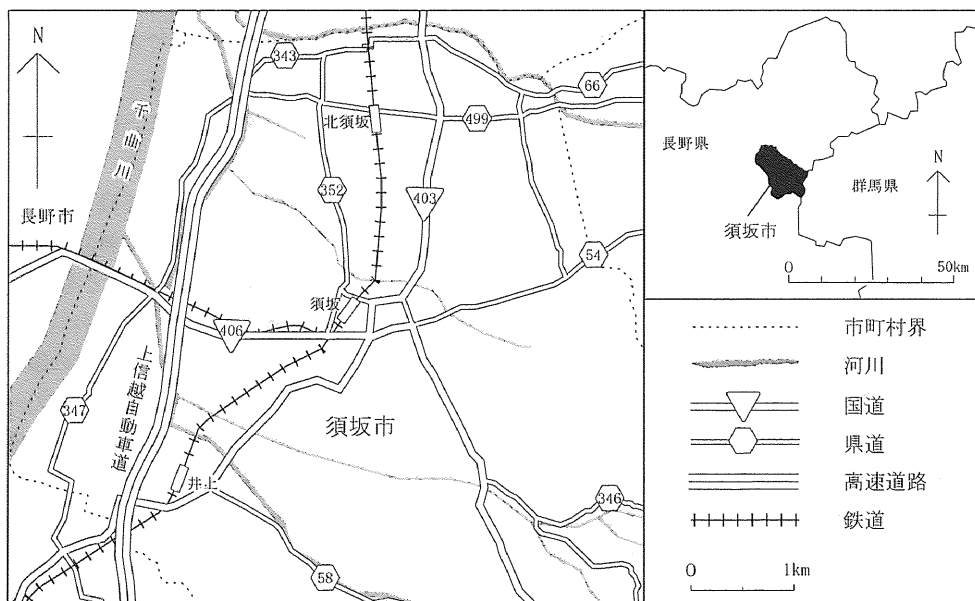 N
343
66
千曲川
北須坂
499
352
403
長野市
54
須坂
406
上信越自動車道
347
須坂市
井上
346
58
長野県
群馬県
N
須坂市
0 50km
市町村界
河川
国道
県道
高速道路
鉄道
0 1km